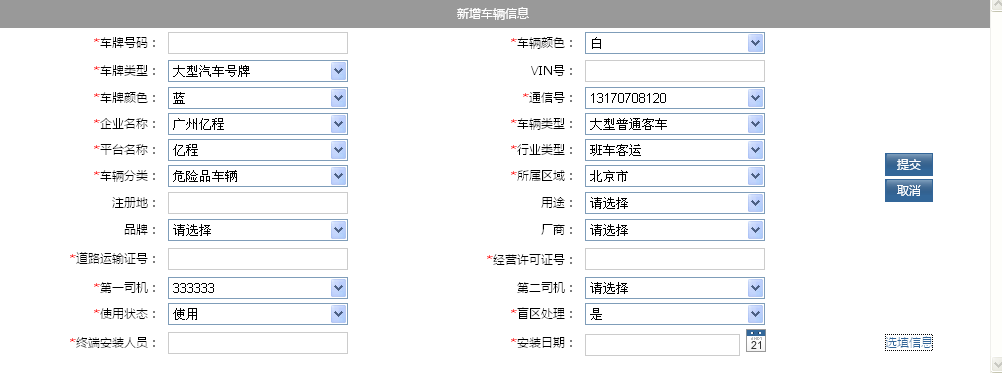 新增车辆信息
*车牌号码： *车辆颜色： 白
*车牌类型： 大型汽车号牌 VIN号：
*车牌颜色： 蓝 *通信号： 13170708120
*企业名称： 广州亿程 *车辆类型： 大型普通客车
*平台名称： 亿程 *行业类型： 班车客运
提交
*车辆分类： 危险品车辆 *所属区域： 北京市
取消
注册地： 用途： 请选择
品牌： 请选择 厂商： 请选择
*道路运输证号： *经营许可证号：
*第一司机： 333333 第二司机： 请选择
*使用状态： 使用 *盲区处理： 是
*终端安装人员： *安装日期： 21 选填信息